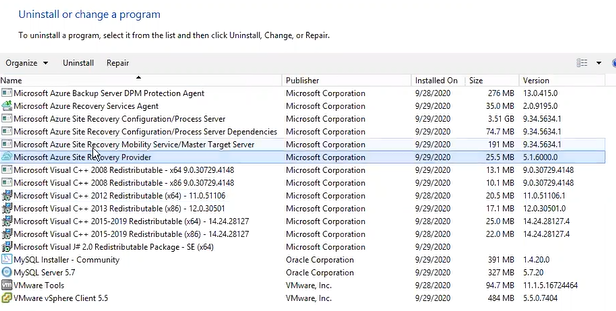 Uninstall or change a program
To uninstall a program, select it from the list and then click Uninstall, Change, or Repair.
Organize Uninstall Repair
Name Publisher Installed On Size Version
Microsoft Azure Backup Server DPM Protection Agent Microsoft Corporation 9/28/2020 276 MB 13.0.415.0
Microsoft Azure Recovery Services Agent Microsoft Corporation 9/28/2020 35.0 MB 2.0.9195.0
Microsoft Azure Site Recovery Configuration/Process Server Microsoft Corporation 9/29/2020 3.51 GB 9.34.5634.1
Microsoft Azure Site Recovery Configuration/Process Server Dependencies Microsoft Corporation 9/29/2020 74.7 MB 9.34.5634.1
Microsoft Azure Site Recovery Mobility Service/Master Target Server Microsoft Corporation 9/29/2020 191 MB 9.34.5634.1
Microsoft Azure Site Recovery Provider Microsoft Corporation 9/29/2020 25.5 MB 5.1.6000.0
Microsoft Visual C++ 2008 Redistributable - x64 9.0.30729.4148 Microsoft Corporation 9/29/2020 13.1 MB 9.0.30729.4148
Microsoft Visual C++ 2008 Redistributable - x86 9.0.30729.4148 Microsoft Corporation 9/29/2020 10.1 MB 9.0.30729.4148
Microsoft Visual C++ 2012 Redistributable (x64) - 11.0.51106 Microsoft Corporation 9/28/2020 20.5 MB 11.0.51106.1
Microsoft Visual C++ 2013 Redistributable (x86) - 12.0.30501 Microsoft Corporation 9/29/2020 17.1 MB 12.0.30501.0
Microsoft Visual C++ 2015-2019 Redistributable (x64) - 14.24.28127 Microsoft Corporation 9/29/2020 25.0 MB 14.24.28127.4
Microsoft Visual C++ 2015-2019 Redistributable (x86) - 14.24.28127 Microsoft Corporation 9/29/2020 22.0 MB 14.24.28127.4
Microsoft Visual J# 2.0 Redistributable Package - SE (x64) Microsoft Corporation 9/29/2020
MySQL Installer - Community Oracle Corporation 9/29/2020 391 MB 1.4.20.0
MySQL Server 5.7 Oracle Corporation 9/29/2020 327 MB 5.7.20
VMware Tools VMware, Inc. 9/28/2020 94.7 MB 11.1.5.16724464
VMware vSphere Client 5.5 VMware, Inc. 9/29/2020 484 MB 5.5.0.7404